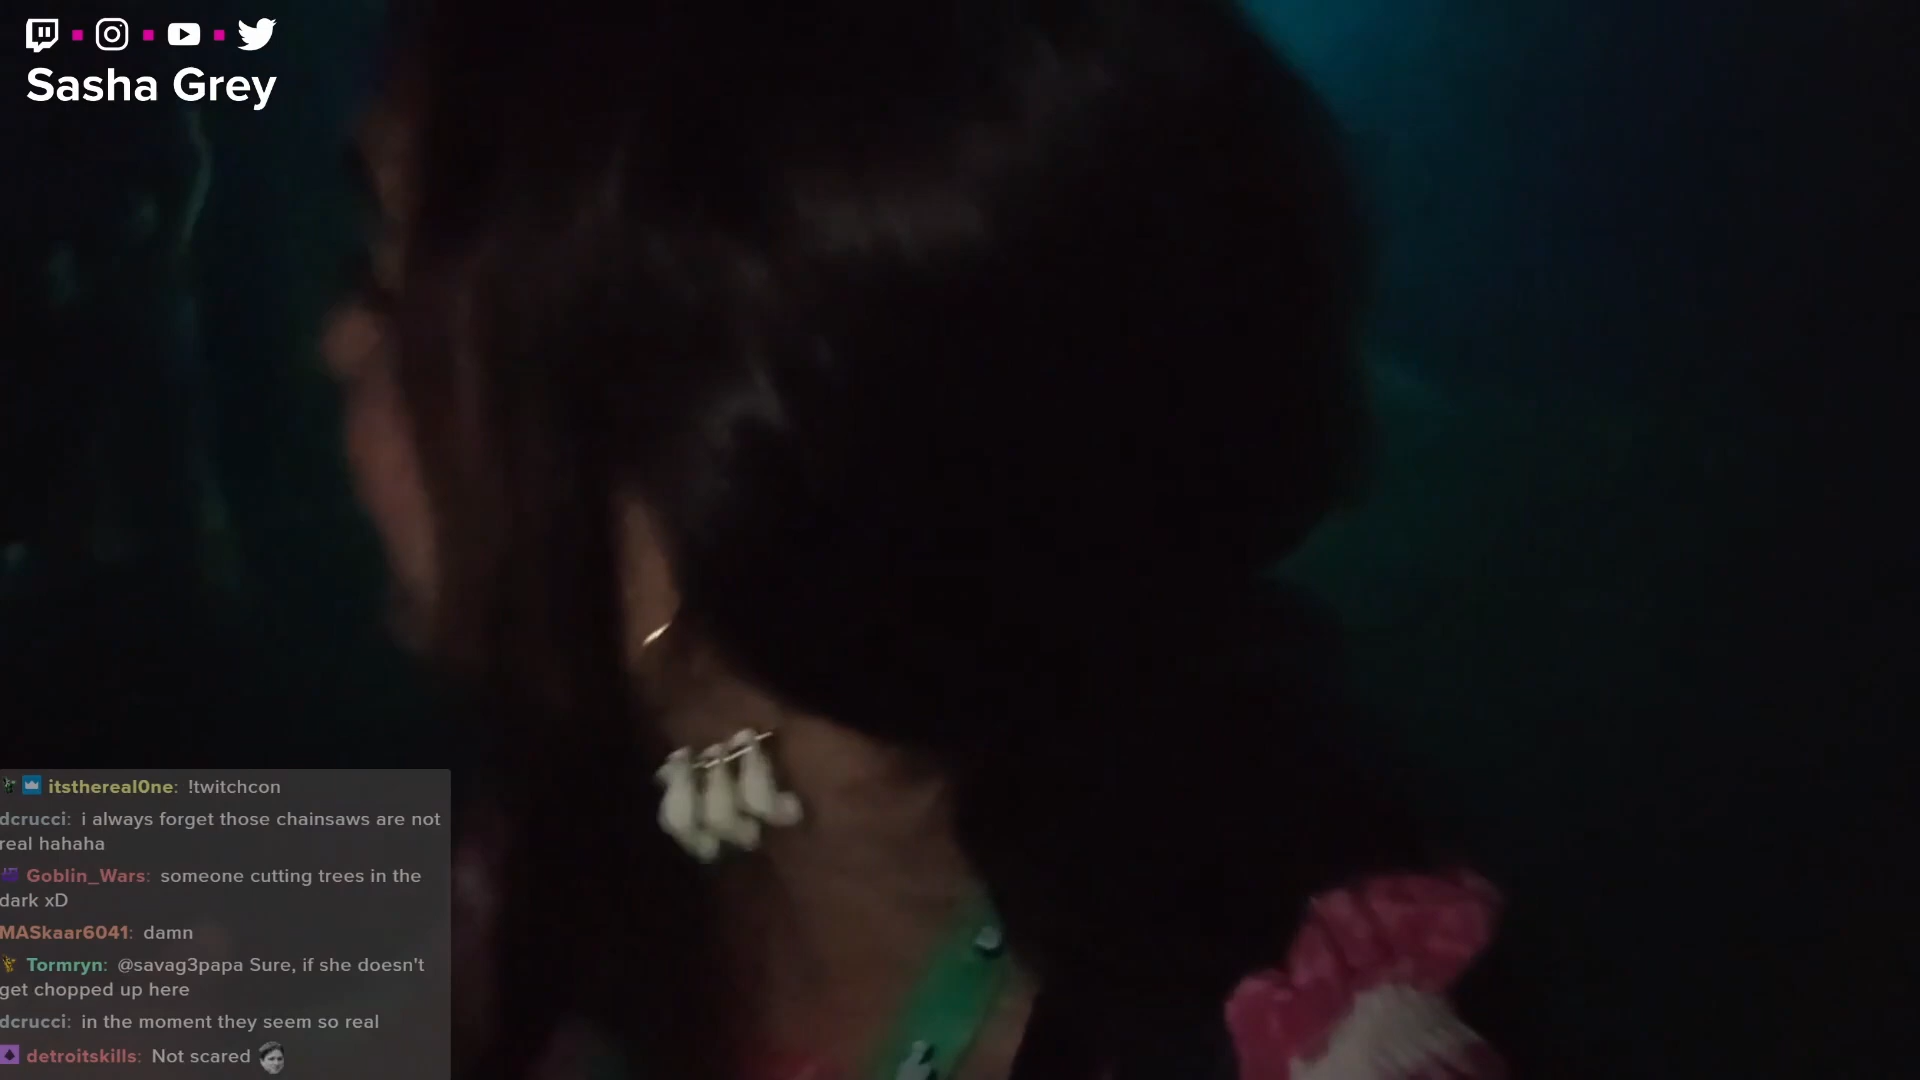 Sasha Grey
itsthereal0ne: !twitchcon
dcrucci: i always forget those chainsaws are not
real hahaha
Goblin_Wars: someone cutting trees in the
dark xD
MASkaar6041: damn
Tormryn: @savag3papa Sure, if she doesn't
get chopped up here
dcrucci: in the moment they seem so real
detroitskills: Not scared